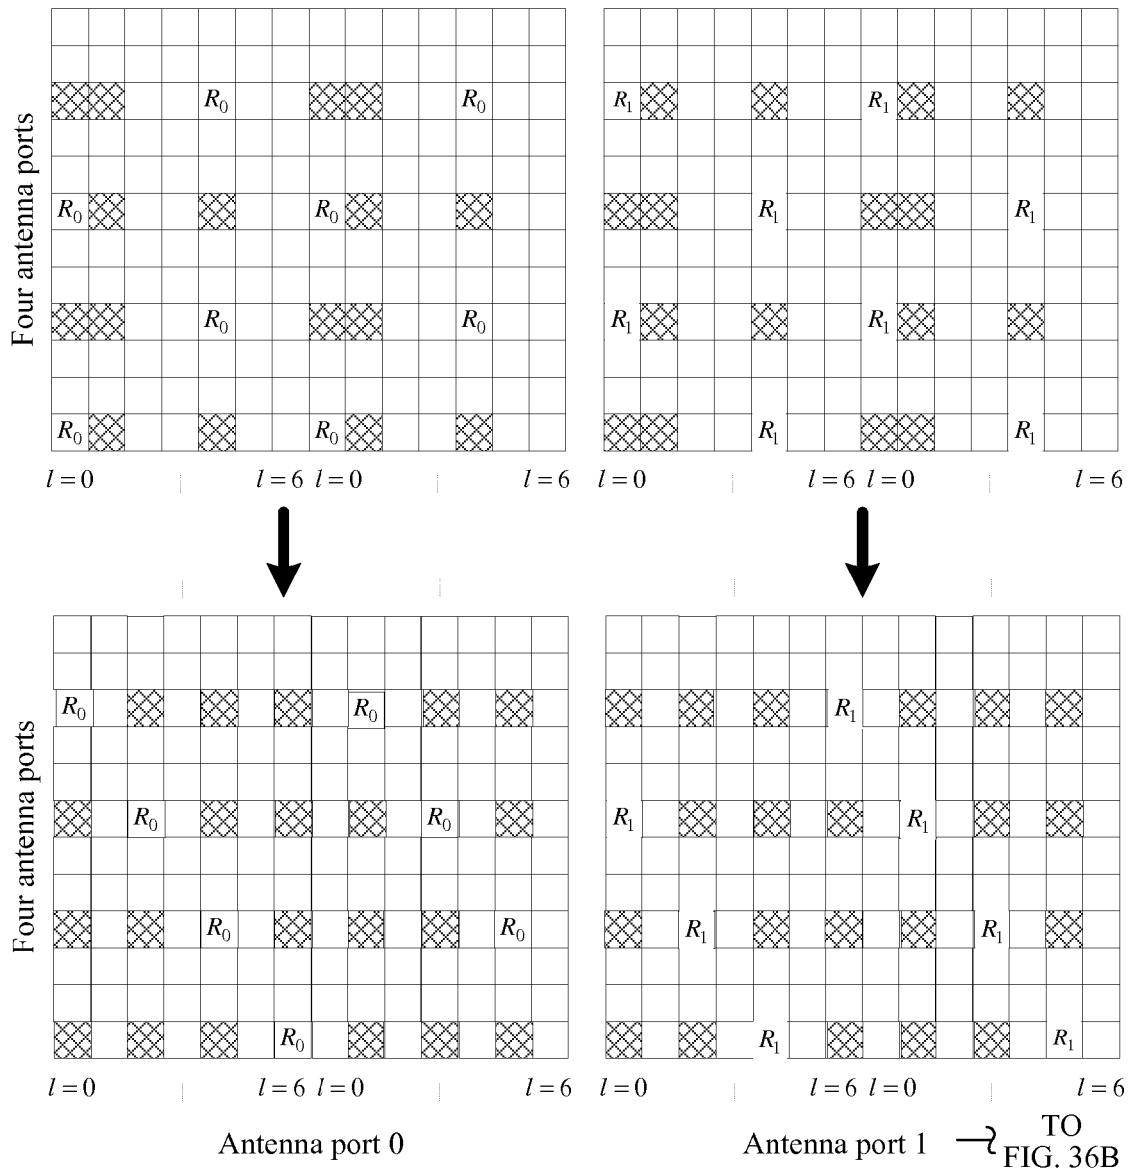 Four antenna ports
R0 R0
R0 R0
R0 R0
R0 R0
l = 0 l = 6 l = 0 l = 6
R1 R1
R1 R1
R1 R1
R1 R1
l = 0 l = 6 l = 0 l = 6
Four antenna ports
R0 R0
R0 R0
R0 R0
R0
l = 0 l = 6 l = 0 l = 6
Antenna port 0
R1
R1 R1
R1 R1
R1 R1
l = 0 l = 6 l = 0 l = 6
Antenna port 1
TO
FIG. 36B